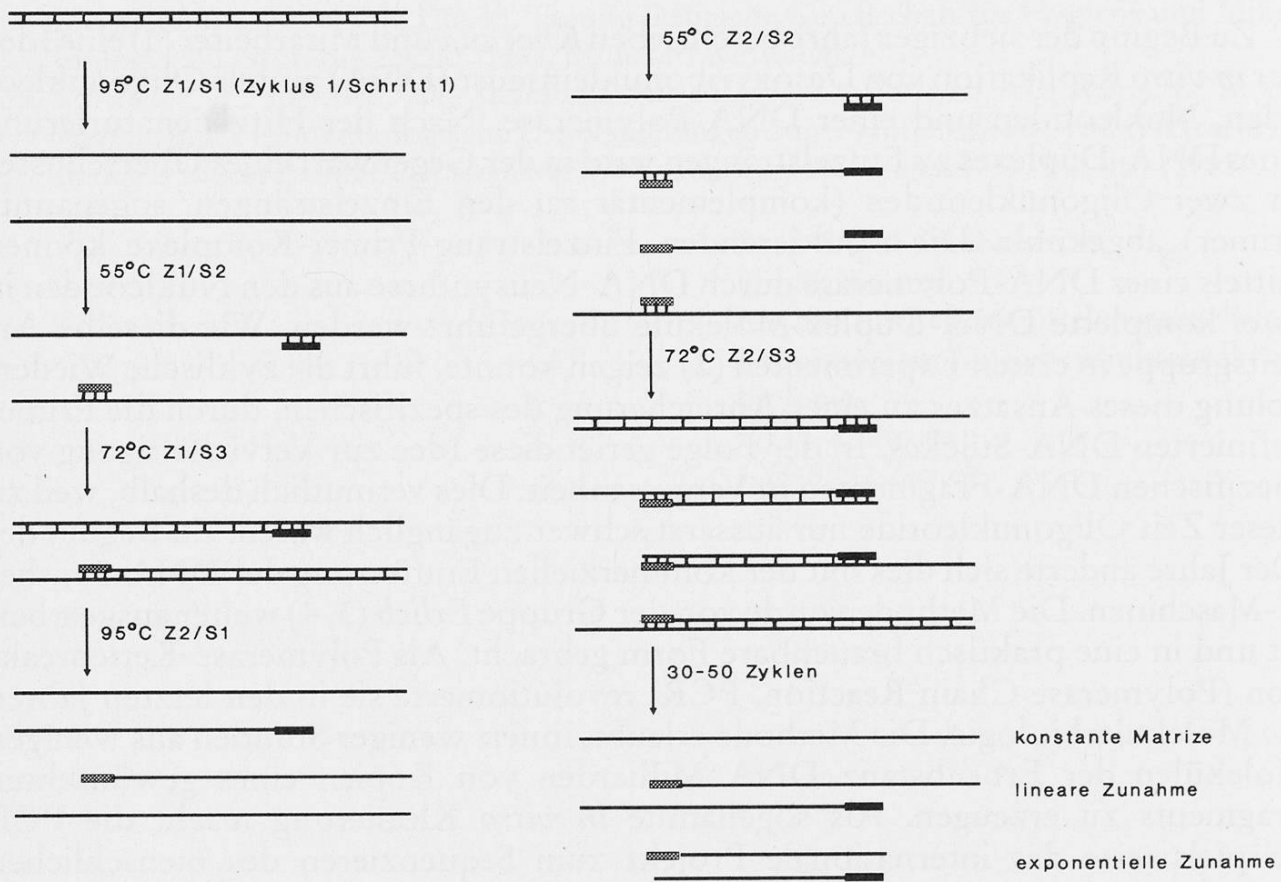 95°C Z1/S1 (Zyklus 1/Schritt 1)
55°C Z1/S2
72°C Z1/S3
95°C Z2/S1
55°C Z2/S2
72°C Z2/S3
30-50 Zyklen
konstante Matrize
lineare Zunahme
exponentielle Zunahme